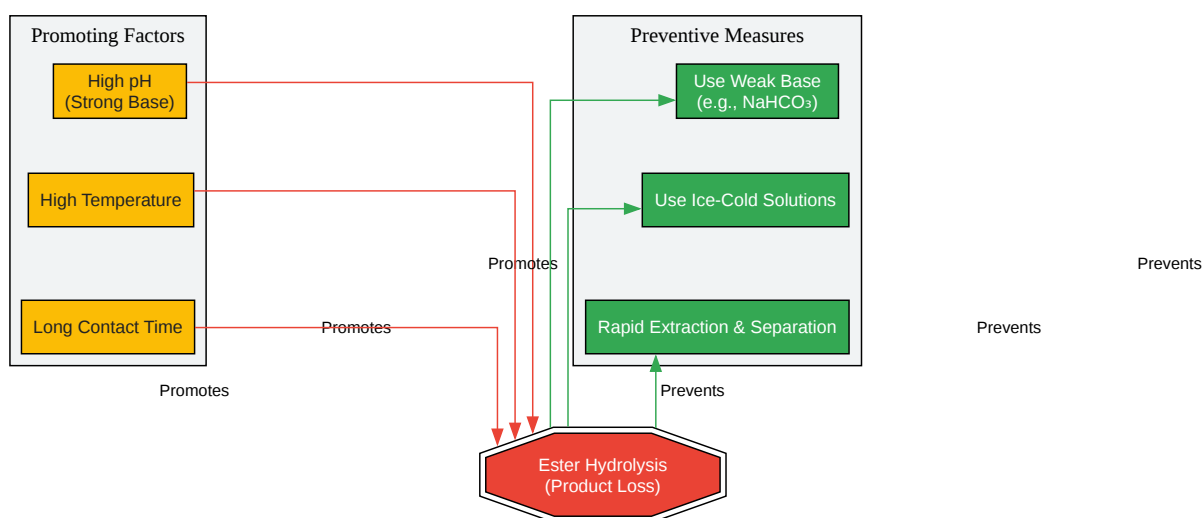 Promoting Factors
High pH
(Strong Base)
High Temperature
Long Contact Time
Promotes
Promotes
Promotes
Preventive Measures
Use Weak Base
(e.g., NaHCO₃)
Use Ice-Cold Solutions
Rapid Extraction & Separation
Prevents
Prevents
Prevents
Ester Hydrolysis
(Product Loss)